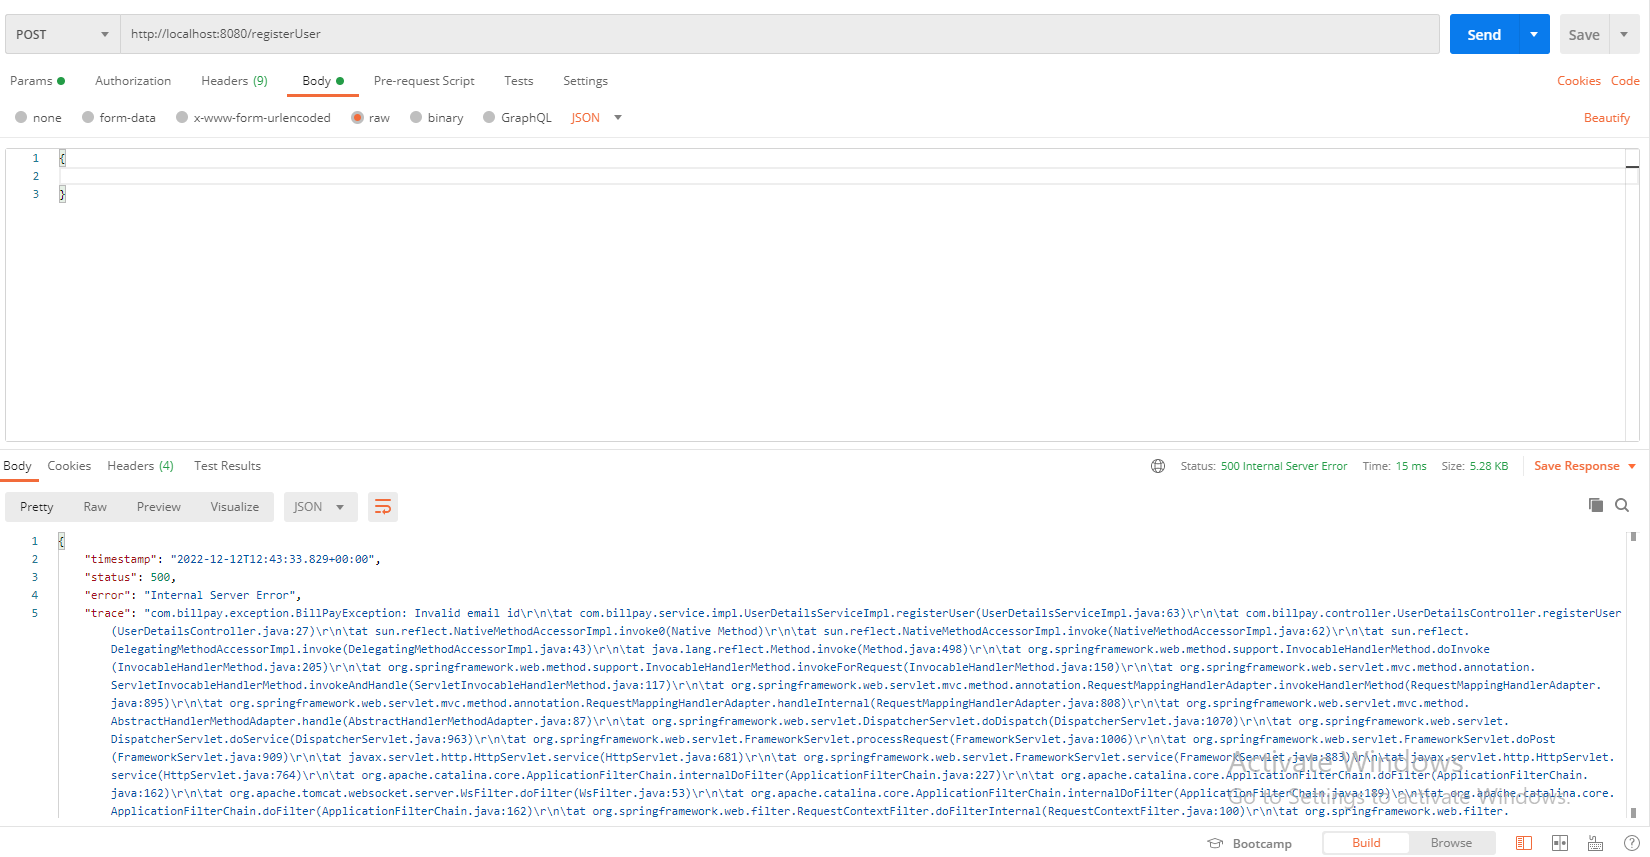 POST http://localhost:8080/registerUser Send Save
Params Authorization Headers (9) Body Pre-request Script Tests Settings Cookies Code
none form-data x-www-form-urlencoded raw binary GraphQL JSON Beautify
1 {
2
3 }
Body Cookies Headers (4) Test Results Status: 500 Internal Server Error Time: 15 ms Size: 5.28 KB Save Response
Pretty Raw Preview Visualize JSON
1 {
2 "timestamp": "2022-12-12T12:43:33.829+00:00",
3 "status": 500,
4 "error": "Internal Server Error",
5 "trace": "com.billpay.exception.BillPayException: Invalid email id\r\n\tat com.billpay.service.impl.UserDetailsServiceImpl.registerUser(UserDetailsServiceImpl.java:63)\r\n\tat com.billpay.controller.UserDetailsController.registerUser
(UserDetailsController.java:27)\r\n\tat sun.reflect.NativeMethodAccessorImpl.invoke0(Native Method)\r\n\tat sun.reflect.NativeMethodAccessorImpl.invoke(NativeMethodAccessorImpl.java:62)\r\n\tat sun.reflect.
DelegatingMethodAccessorImpl.invoke(DelegatingMethodAccessorImpl.java:43)\r\n\tat java.lang.reflect.Method.invoke(Method.java:498)\r\n\tat org.springframework.web.method.support.InvocableHandlerMethod.doInvoke
(InvocableHandlerMethod.java:205)\r\n\tat org.springframework.web.method.support.InvocableHandlerMethod.invokeForRequest(InvocableHandlerMethod.java:150)\r\n\tat org.springframework.web.servlet.mvc.method.annotation.
ServletInvocableHandlerMethod.invokeAndHandle(ServletInvocableHandlerMethod.java:117)\r\n\tat org.springframework.web.servlet.mvc.method.annotation.RequestMappingHandlerAdapter.invokeHandlerMethod(RequestMappingHandlerAdapter.
java:895)\r\n\tat org.springframework.web.servlet.mvc.method.annotation.RequestMappingHandlerAdapter.handleInternal(RequestMappingHandlerAdapter.java:808)\r\n\tat org.springframework.web.servlet.mvc.method.
AbstractHandlerMethodAdapter.handle(AbstractHandlerMethodAdapter.java:87)\r\n\tat org.springframework.web.servlet.DispatcherServlet.doDispatch(DispatcherServlet.java:1070)\r\n\tat org.springframework.web.servlet.
DispatcherServlet.doService(DispatcherServlet.java:963)\r\n\tat org.springframework.web.servlet.FrameworkServlet.processRequest(FrameworkServlet.java:1006)\r\n\tat org.springframework.web.servlet.FrameworkServlet.doPost
(FrameworkServlet.java:909)\r\n\tat javax.servlet.http.HttpServlet.service(HttpServlet.java:681)\r\n\tat org.springframework.web.servlet.FrameworkServlet.service(FrameworkServlet.java:883)\r\n\tat javax.servlet.http.HttpServlet.
service(HttpServlet.java:764)\r\n\tat org.apache.catalina.core.ApplicationFilterChain.internalDoFilter(ApplicationFilterChain.java:227)\r\n\tat org.apache.catalina.core.ApplicationFilterChain.doFilter(ApplicationFilterChain.
java:162)\r\n\tat org.apache.tomcat.websocket.server.WsFilter.doFilter(WsFilter.java:53)\r\n\tat org.apache.catalina.core.ApplicationFilterChain.internalDoFilter(ApplicationFilterChain.java:189)\r\n\tat org.apache.catalina.core.
ApplicationFilterChain.doFilter(ApplicationFilterChain.java:162)\r\n\tat org.springframework.web.filter.RequestContextFilter.doFilterInternal(RequestContextFilter.java:100)\r\n\tat org.springframework.web.filter.
Activate Windows
Go to Settings to activate Windows.
Bootcamp Build Browse